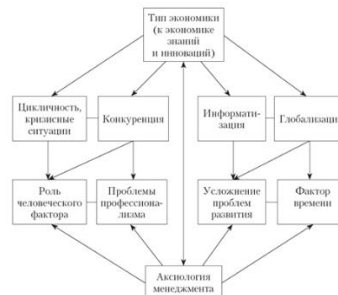 Тип экономики
(к экономике
знаний
и инноваций)
Цикличность,
кризисные
ситуации
Конкуренция
Информати-
зация
Глобализация
Роль
человеческого
фактора
Проблемы
профессиона-
лизма
Усложнение
проблем
развития
Фактор
времени
Аксиология
менеджмента